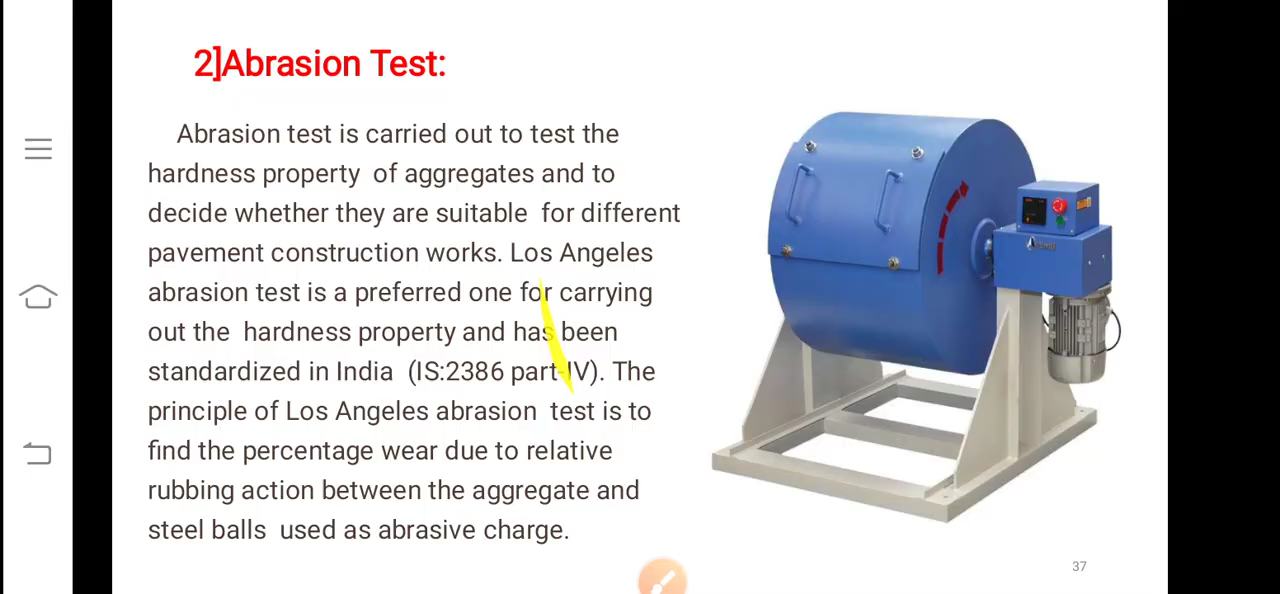 2]Abrasion Test:
Abrasion test is carried out to test the
hardness property of aggregates and to
decide whether they are suitable for different
pavement construction works. Los Angeles
abrasion test is a preferred one for carrying
out the hardness property and has been
standardized in India (IS:2386 part-IV). The
principle of Los Angeles abrasion test is to
find the percentage wear due to relative
rubbing action between the aggregate and
steel balls used as abrasive charge.
37